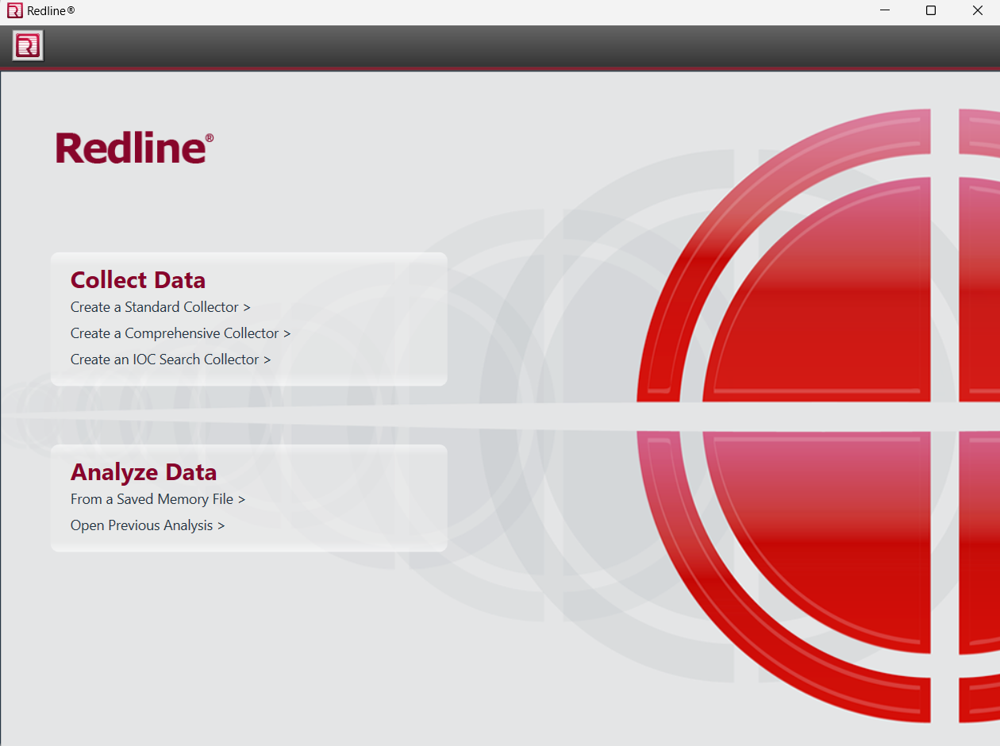 Redline®
Redline®
Collect Data
Create a Standard Collector >
Create a Comprehensive Collector >
Create an IOC Search Collector >
Analyze Data
From a Saved Memory File >
Open Previous Analysis >